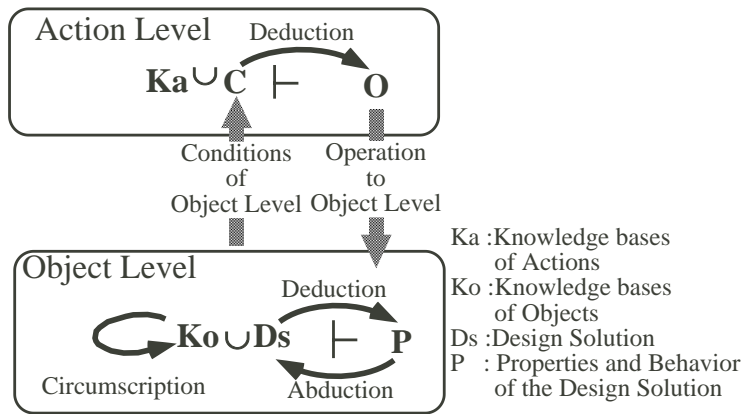 Action Level
Deduction
Ka ∪ C ⊢ O
Conditions
of
Object Level
Operation
to
Object Level
Object Level
Deduction
Ko ∪ Ds ⊢ P
Circumscription
Abduction
Ka :Knowledge bases
of Actions
Ko :Knowledge bases
of Objects
Ds :Design Solution
P : Properties and Behavior
of the Design Solution